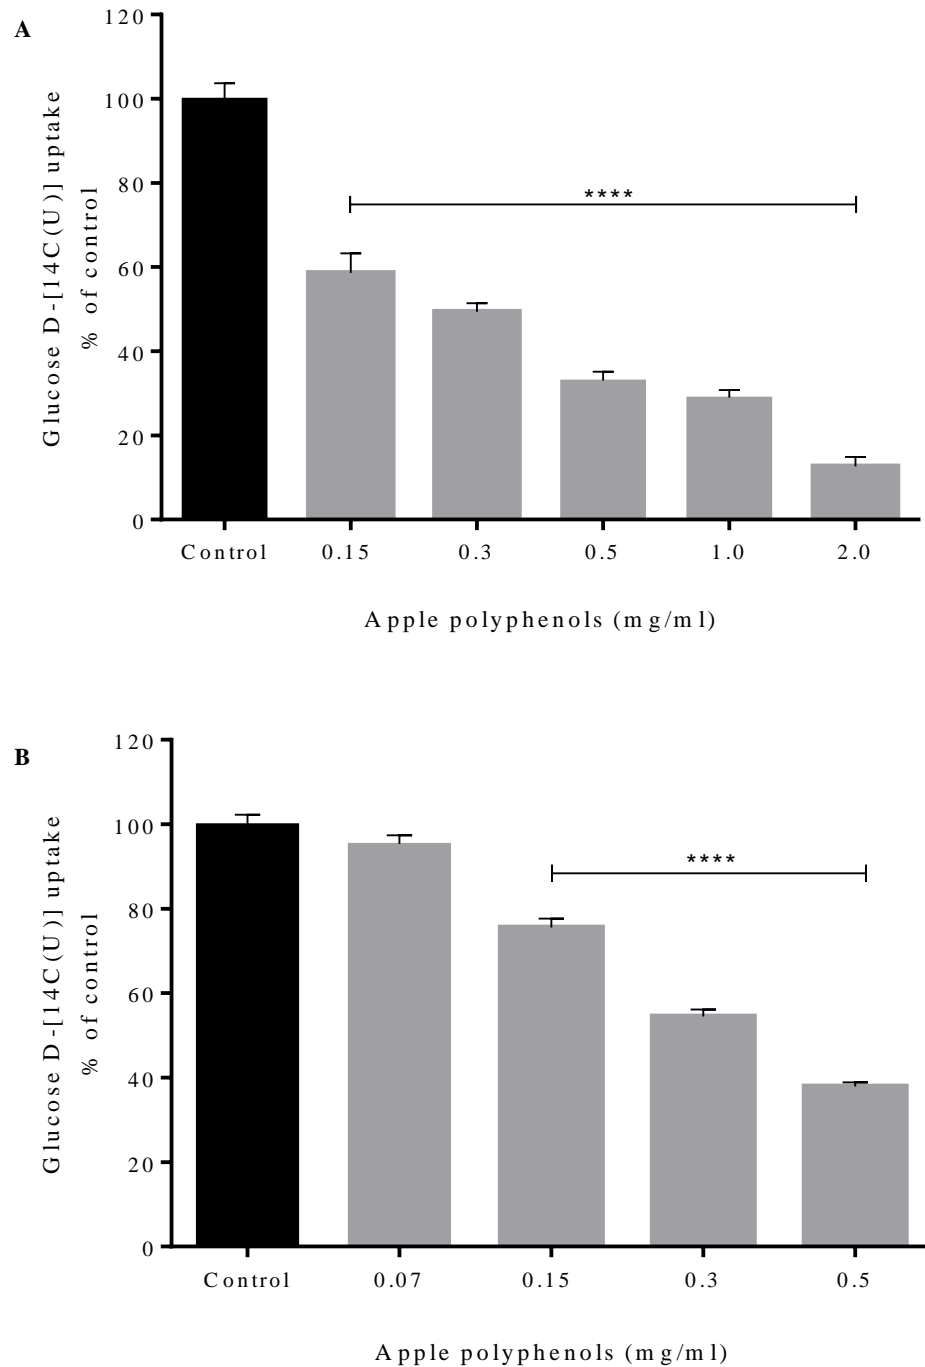 A
Glucose D-[14C(U)] uptake
% of control
120
100
80
60
40
20
0
****
Control 0.15 0.3 0.5 1.0 2.0
Apple polyphenols (mg/ml)
B
Glucose D-[14C(U)] uptake
% of control
120
100
80
60
40
20
0
****
Control 0.07 0.15 0.3 0.5
Apple polyphenols (mg/ml)